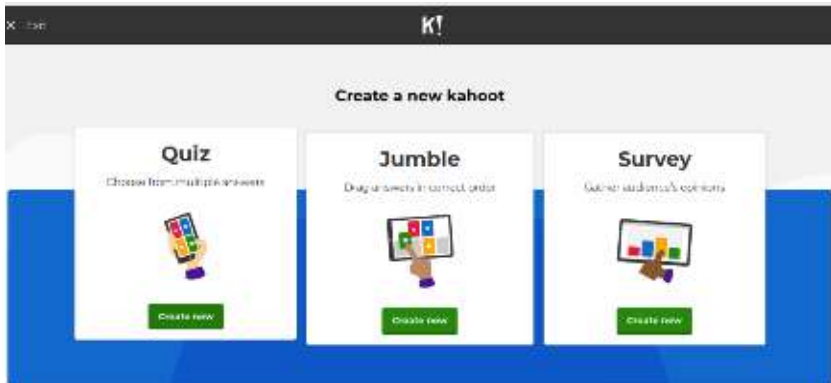 X Exit
K!
Create a new kahoot
Quiz
Choose from multiple answers
Create new
Jumble
Drag answers in correct order
Create new
Survey
Gather audience's opinions
Create new